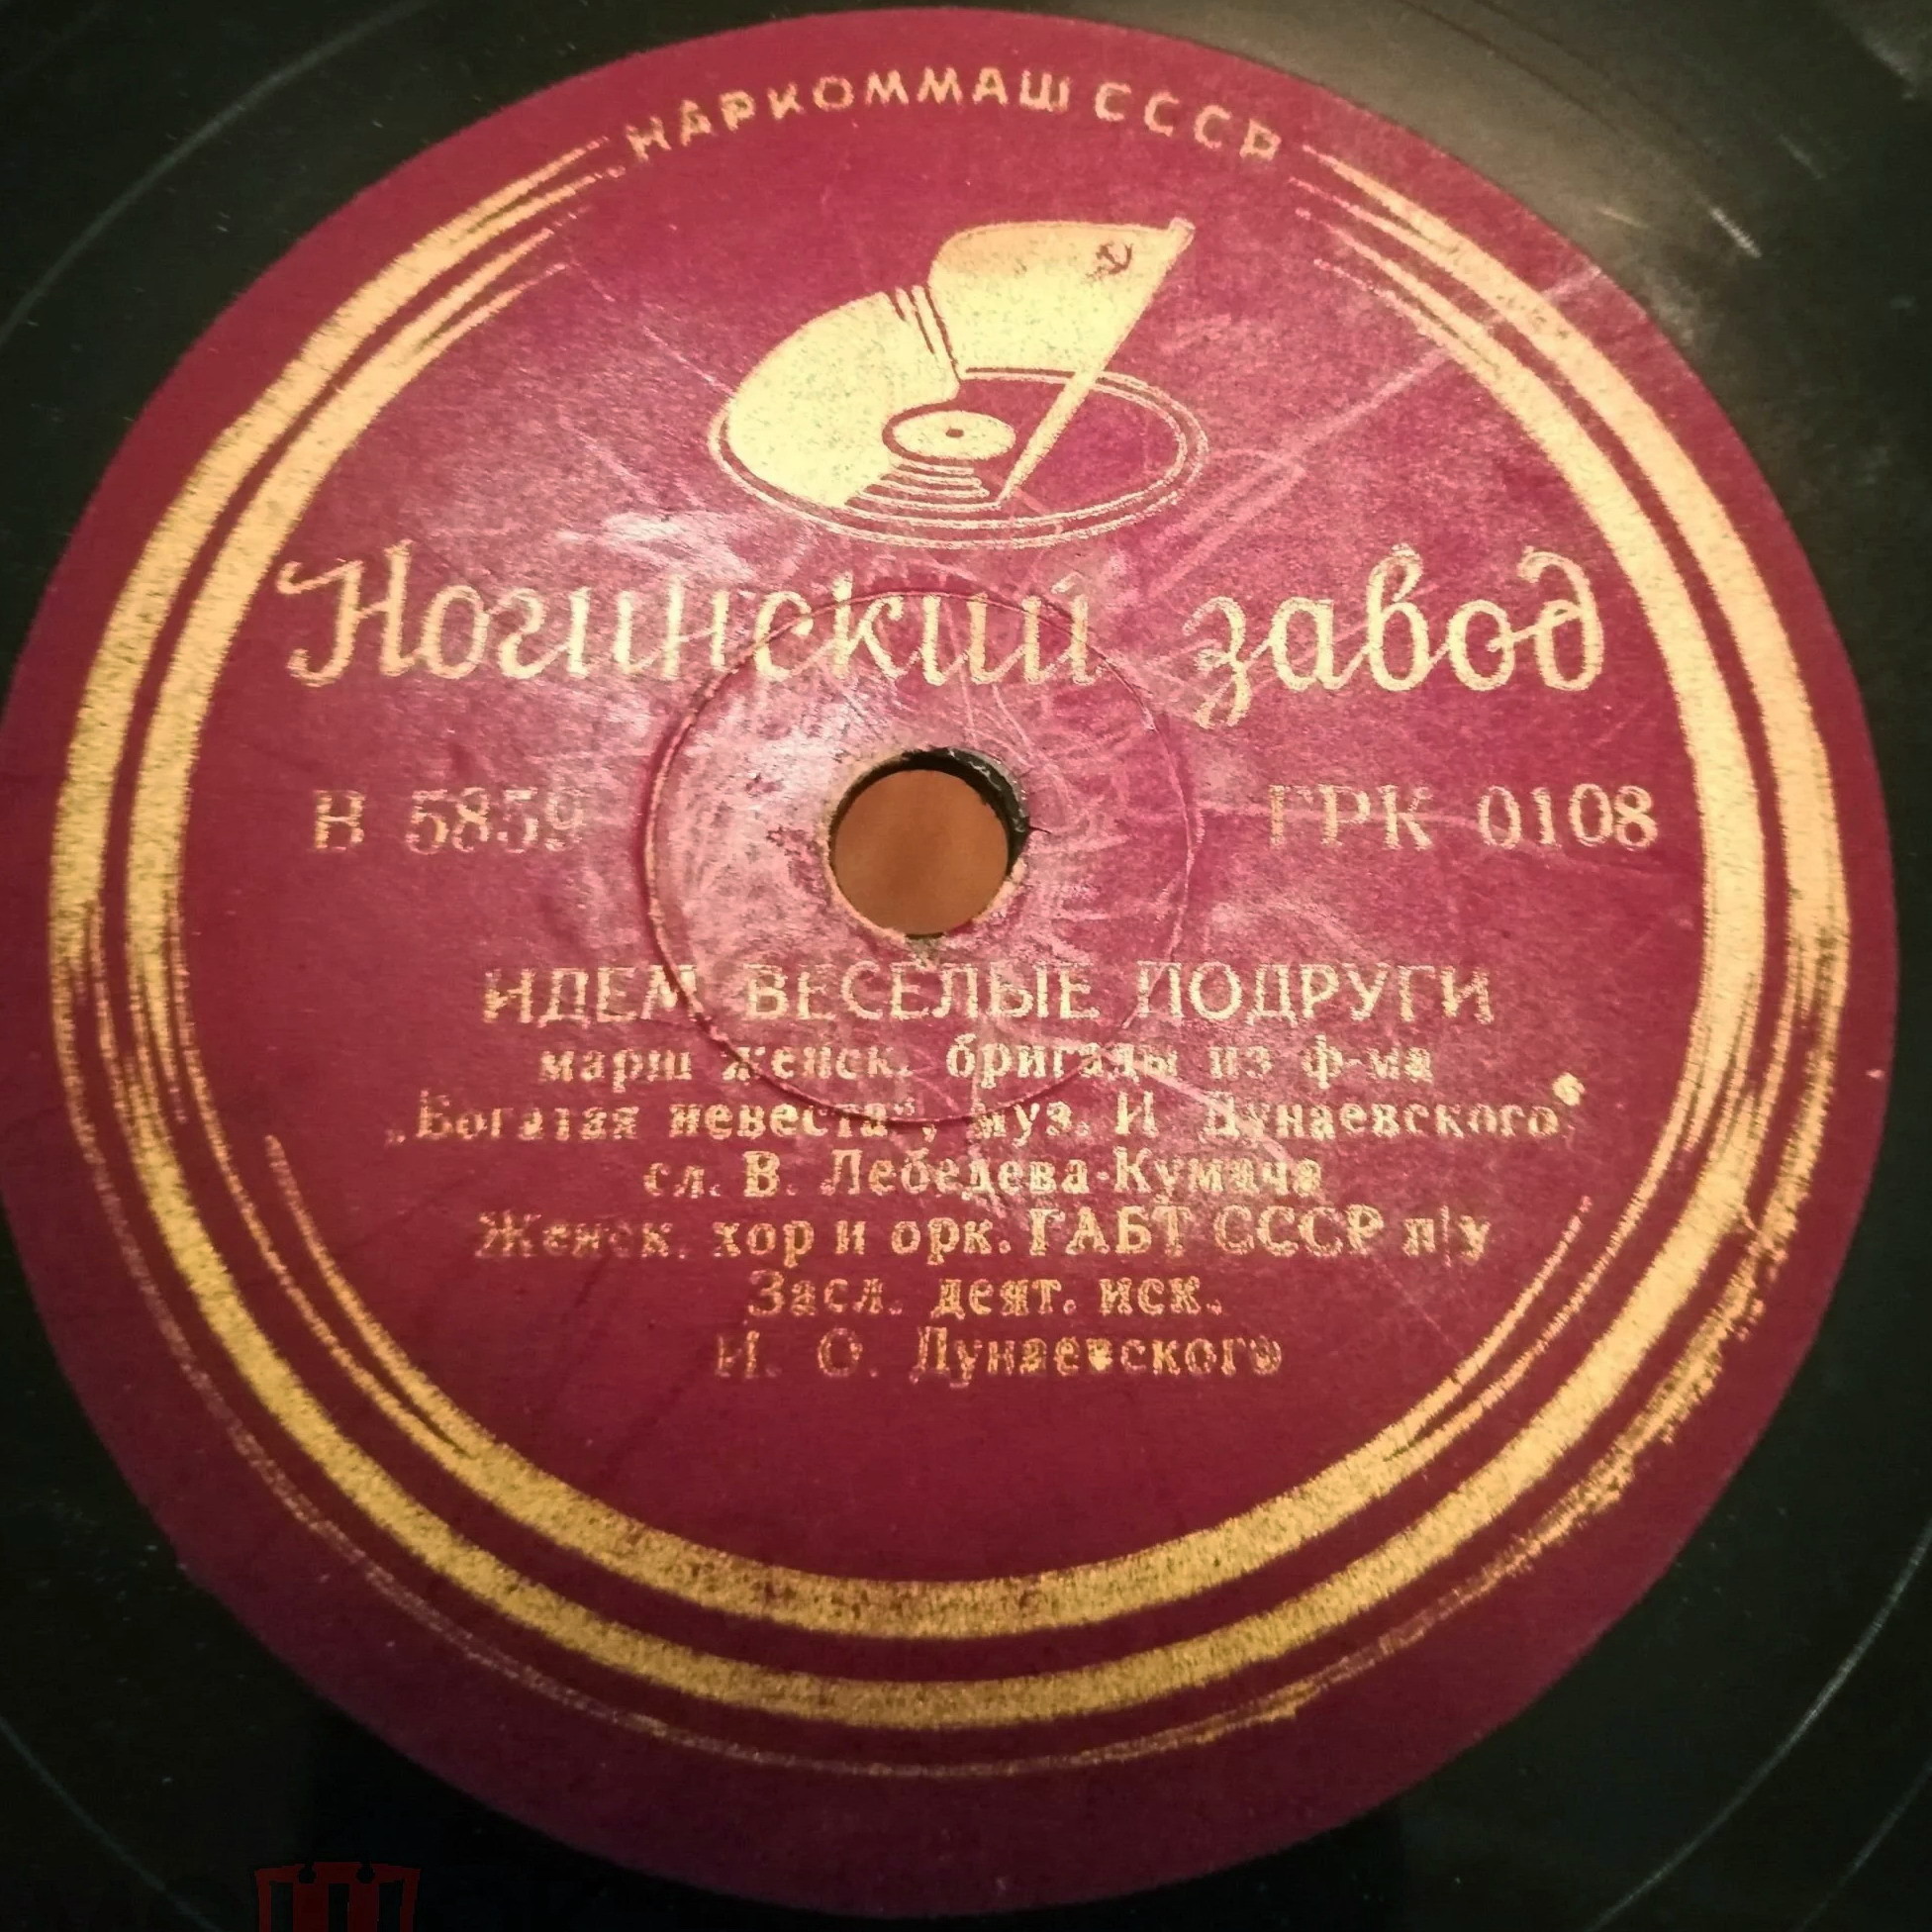 НАРКОММАШ СССР
Ногинский завод
В 5859 ГРК 0108
ИДЕМ ВЕСЕЛЫЕ ПОДРУГИ
марш женск. бригады из ф-ма
„Богатая невеста", муз. И Дунаевского
сл. В. Лебедева-Кумача
Женск. хор и орк. ГАБТ СССР п/у
Засл. деят. иск.
И. О. Дунаевского